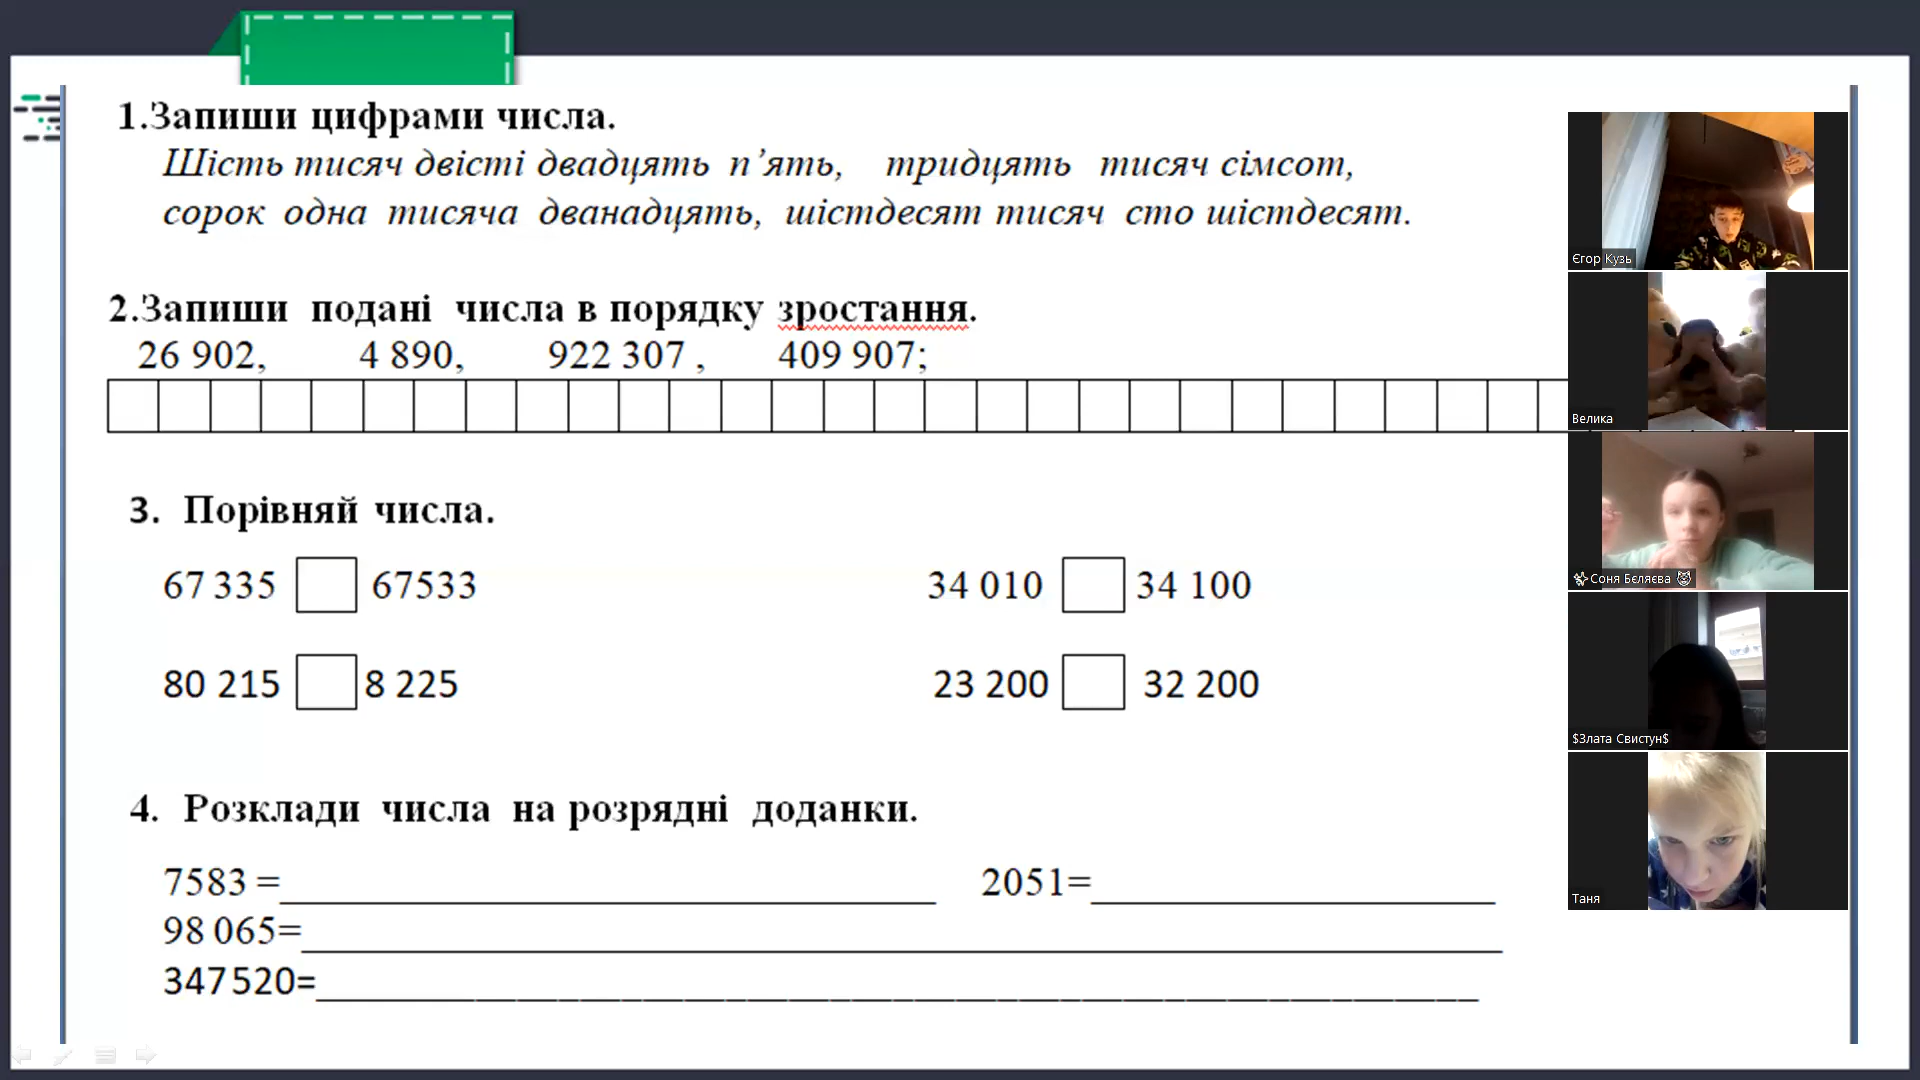 1.Запиши цифрами числа.
Шість тисяч двісті двадцять п’ять, тридцять тисяч сімсот,
сорок одна тисяча дванадцять, шістдесят тисяч сто шістдесят.
2.Запиши подані числа в порядку зростання.
26 902, 4 890, 922 307 , 409 907;
3. Порівняй числа.
67 335 67533 34 010 34 100
80 215 8 225 23 200 32 200
4. Розклади числа на розрядні доданки.
7583 = 2051=
98 065=
347520=
Єгор Кузь
Велика
Соня Бєляєва
$Злата Свистун$
Таня